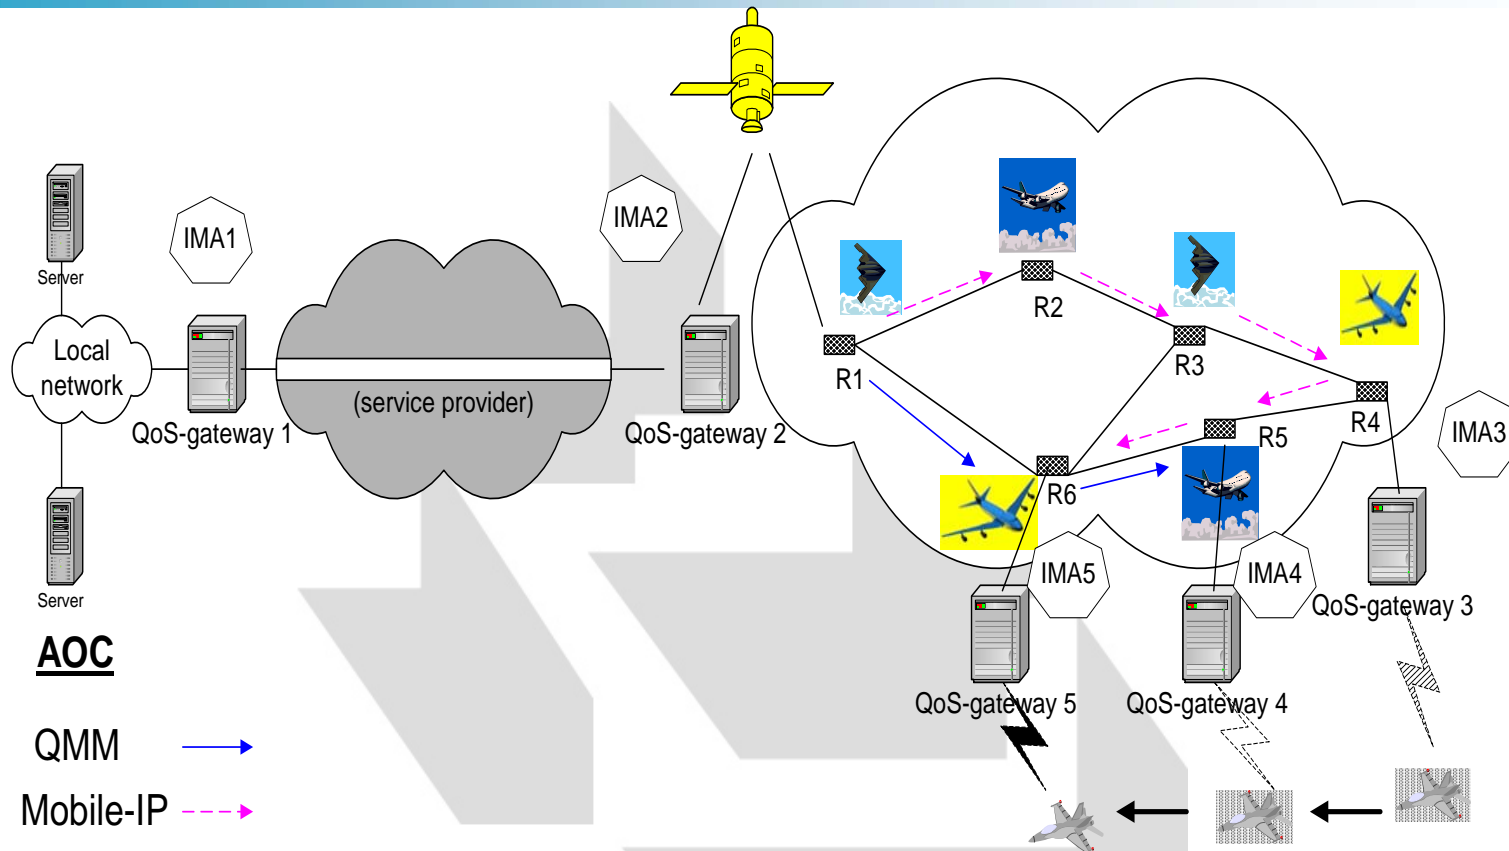 IMA1
IMA2
Server
Local
network
QoS-gateway 1
(service provider)
QoS-gateway 2
R1
R2
R3
R4
R5
R6
IMA3
IMA5
IMA4
QoS-gateway 3
Server
AOC
QoS-gateway 5
QoS-gateway 4
QMM
Mobile-IP